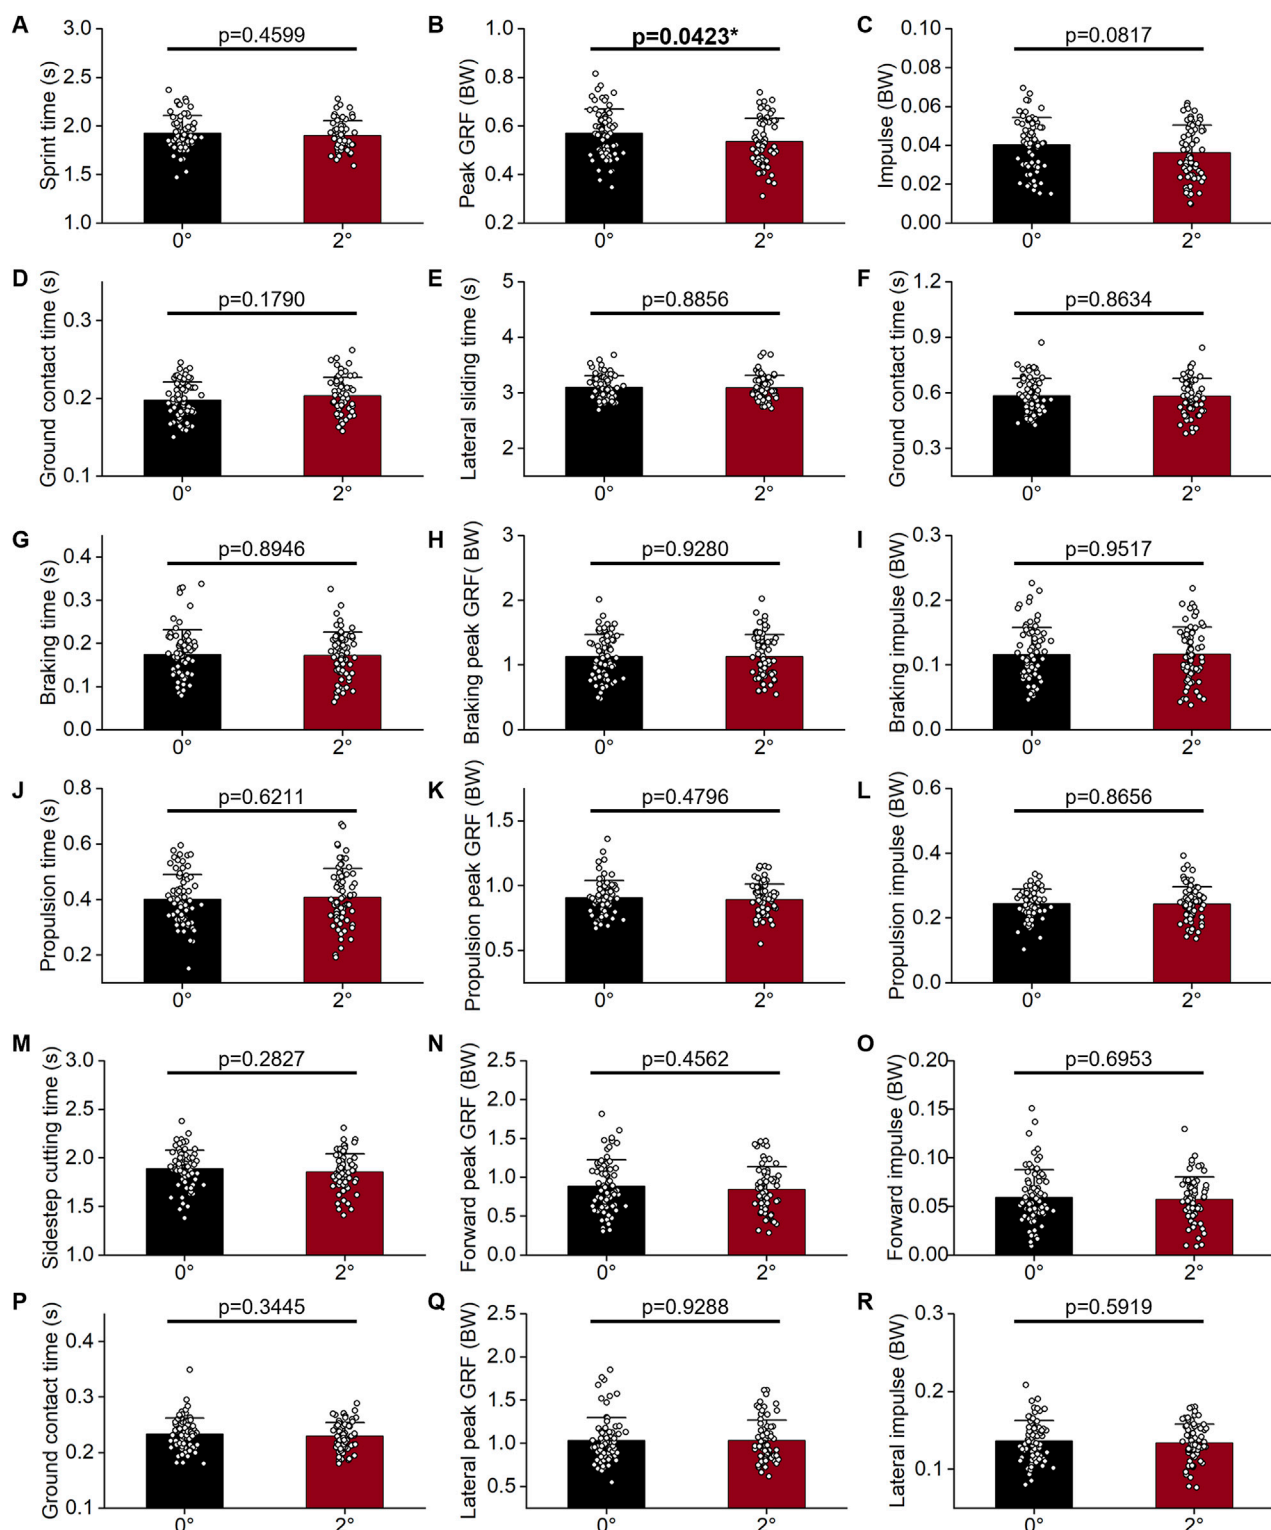 A
Sprint time (s)
3.0
2.5
2.0
1.5
1.0
p=0.4599
0°
2°
B
Peak GRF (BW)
1.0
0.8
0.6
0.4
0.2
p=0.0423*
0°
2°
C
Impulse (BW)
0.10
0.08
0.06
0.04
0.02
0.00
p=0.0817
0°
2°
D
Ground contact time (s)
0.3
0.2
0.1
p=0.1790
0°
2°
E
Lateral sliding time (s)
5
4
3
2
p=0.8856
0°
2°
F
Ground contact time (s)
1.2
0.9
0.6
0.3
p=0.8634
0°
2°
G
Braking time (s)
0.4
0.3
0.2
0.1
0.0
p=0.8946
0°
2°
H
Braking peak GRF( BW)
3
2
1
0
p=0.9280
0°
2°
I
Braking impulse (BW)
0.3
0.2
0.1
0.0
p=0.9517
0°
2°
J
Propulsion time (s)
0.8
0.6
0.4
0.2
p=0.6211
0°
2°
K
Propulsion peak GRF (BW)
1.5
1.0
0.5
p=0.4796
0°
2°
L
Propulsion impulse (BW)
0.6
0.4
0.2
0.0
p=0.8656
0°
2°
M
Sidestep cutting time (s)
3.0
2.5
2.0
1.5
1.0
p=0.2827
0°
2°
N
Forward peak GRF (BW)
2.5
2.0
1.5
1.0
0.5
0.0
p=0.4562
0°
2°
O
Forward impulse (BW)
0.20
0.15
0.10
0.05
0.00
p=0.6953
0°
2°
P
Ground contact time (s)
0.4
0.3
0.2
0.1
p=0.3445
0°
2°
Q
Lateral peak GRF (BW)
2.5
2.0
1.5
1.0
0.5
p=0.9288
0°
2°
R
Lateral impulse (BW)
0.3
0.2
0.1
p=0.5919
0°
2°